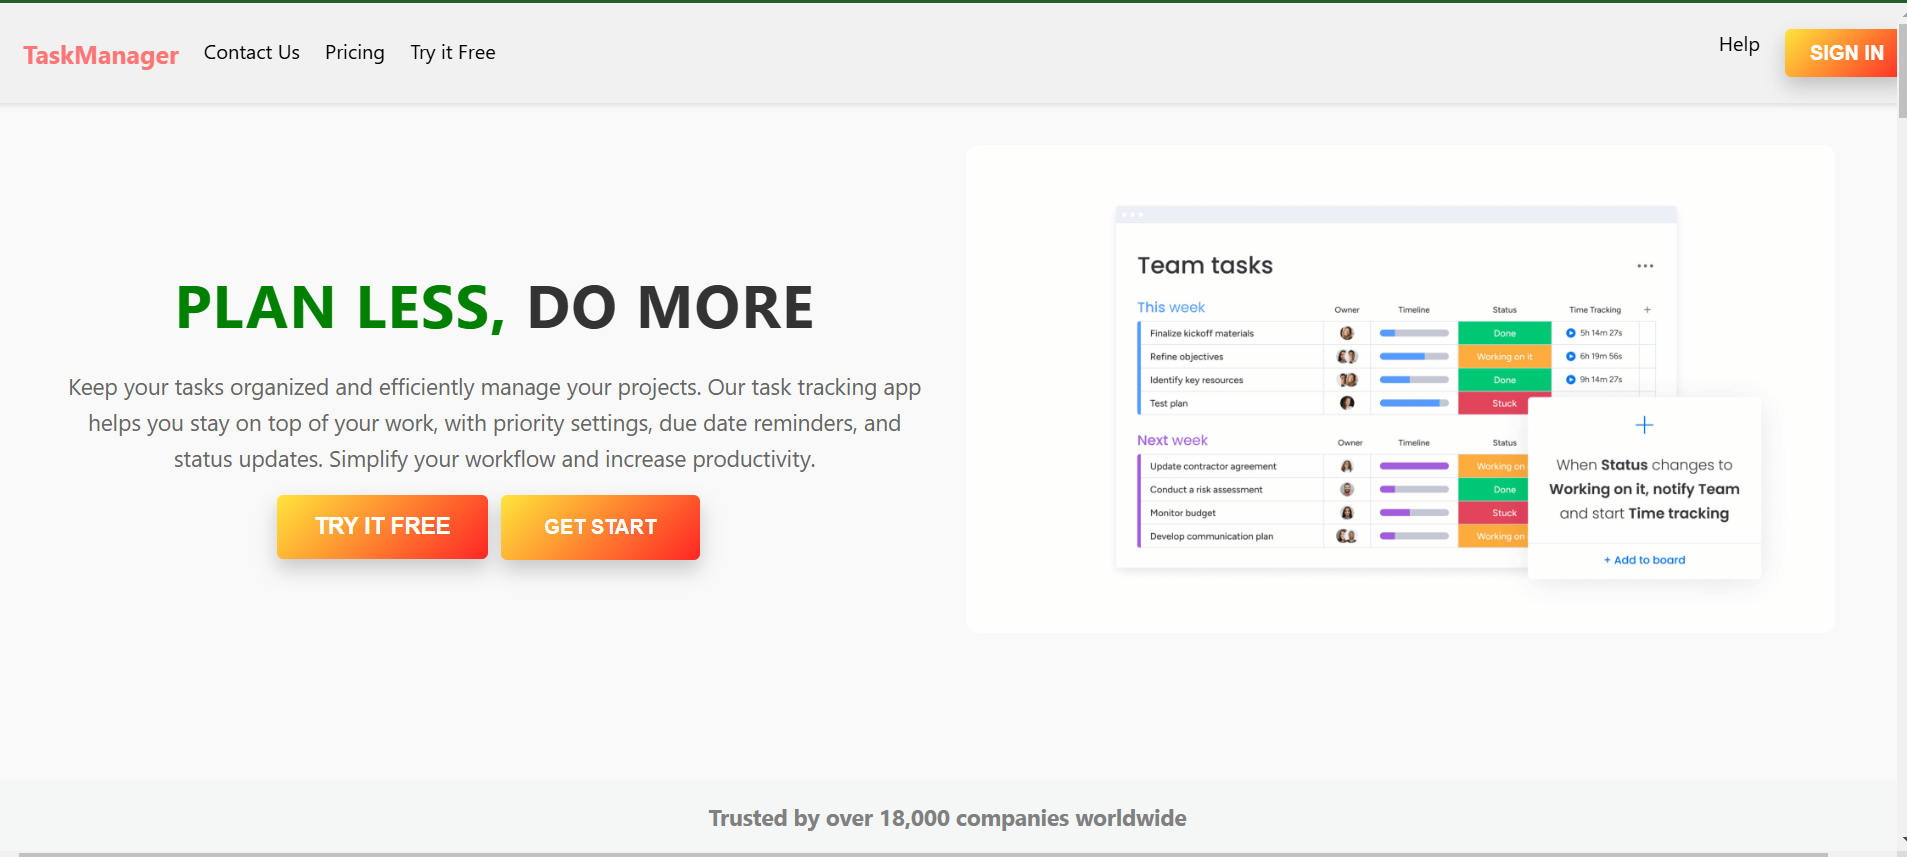 TaskManager Contact Us Pricing Try it Free Help SIGN IN
PLAN LESS, DO MORE
Keep your tasks organized and efficiently manage your projects. Our task tracking app
helps you stay on top of your work, with priority settings, due date reminders, and
status updates. Simplify your workflow and increase productivity.
TRY IT FREE GET START
Team tasks
This week Owner Timeline Status Time Tracking +
Finalize kickoff materials Done 5h 14m 27s
Refine objectives Working on it 6h 19m 56s
Identify key resources Done 9h 14m 27s
Test plan Stuck
Next week Owner Timeline Status
Update contractor agreement Working on
Conduct a risk assessment Done
Monitor budget Stuck
Develop communication plan Working on
When Status changes to
Working on it, notify Team
and start Time tracking
+ Add to board
Trusted by over 18,000 companies worldwide